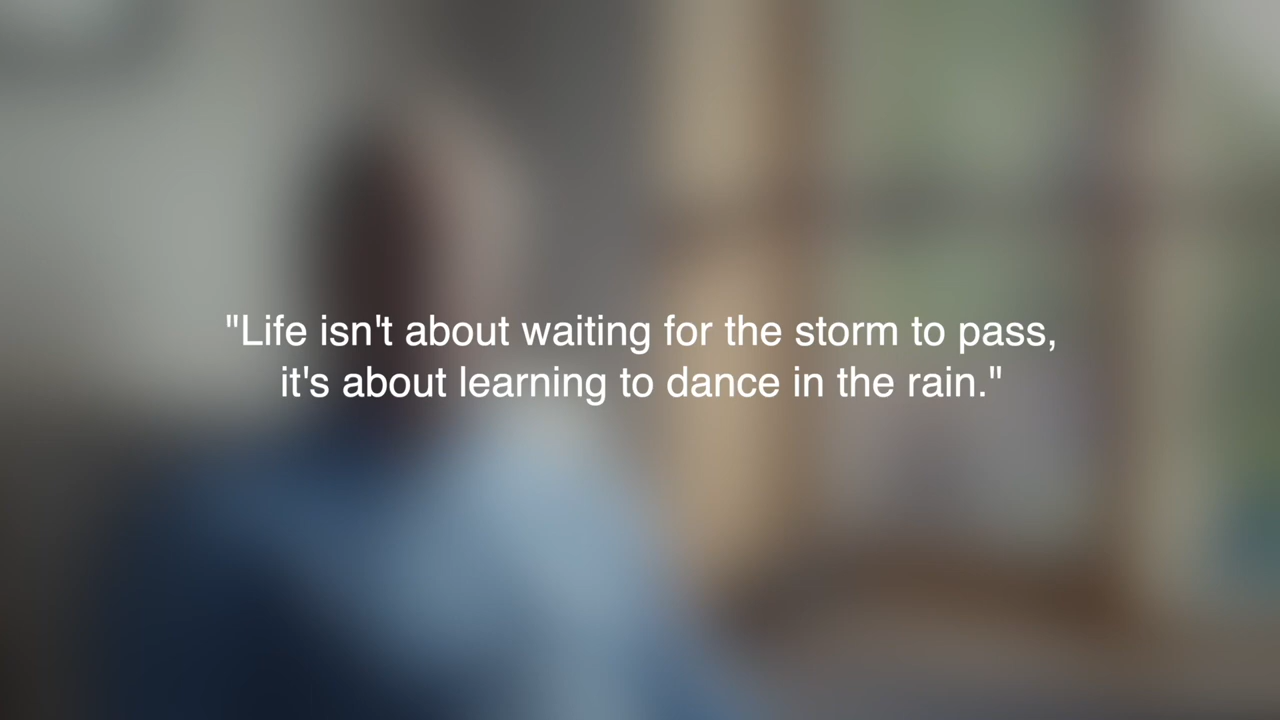 "Life isn't about waiting for the storm to pass,
it's about learning to dance in the rain."